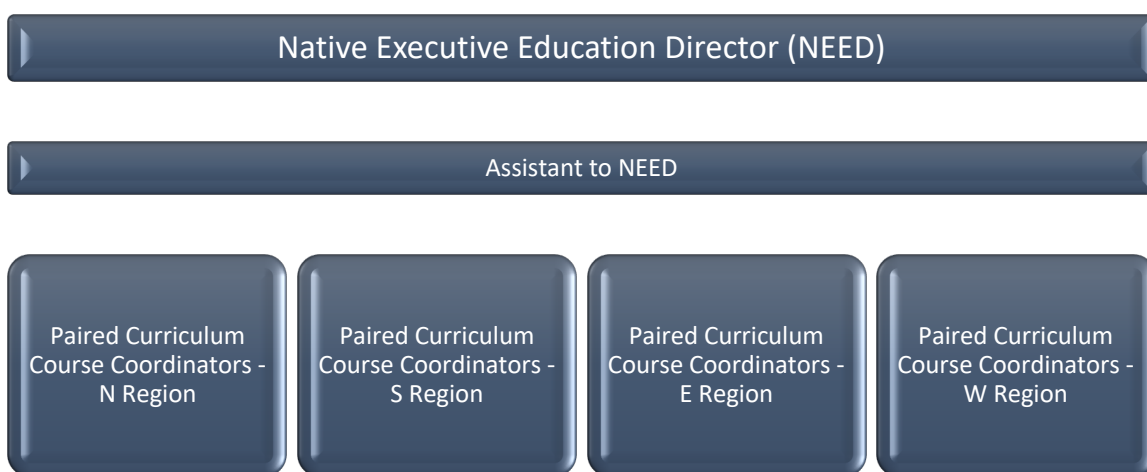 Native Executive Education Director (NEED)
Assistant to NEED
Paired Curriculum
Course Coordinators -
N Region
Paired Curriculum
Course Coordinators -
S Region
Paired Curriculum
Course Coordinators -
E Region
Paired Curriculum
Course Coordinators -
W Region